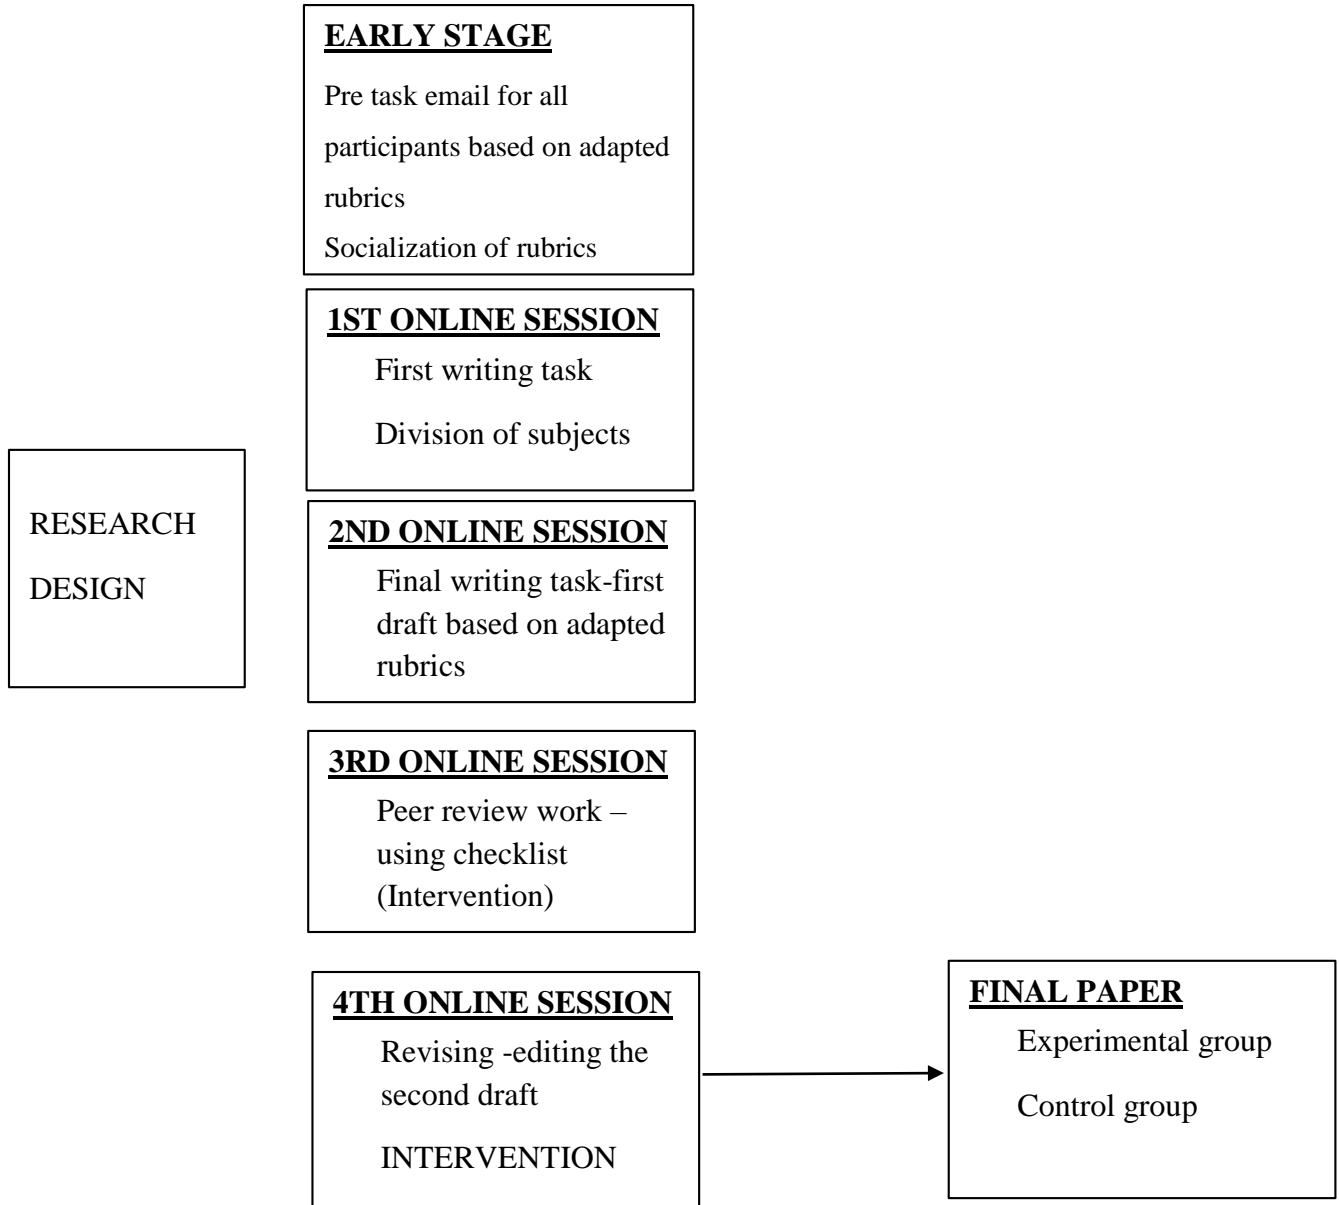 EARLY STAGE
Pre task email for all
participants based on adapted
rubrics
Socialization of rubrics
1ST ONLINE SESSION
First writing task
Division of subjects
RESEARCH
DESIGN
2ND ONLINE SESSION
Final writing task-first
draft based on adapted
rubrics
3RD ONLINE SESSION
Peer review work –
using checklist
(Intervention)
4TH ONLINE SESSION
Revising -editing the
second draft
INTERVENTION
FINAL PAPER
Experimental group
Control group